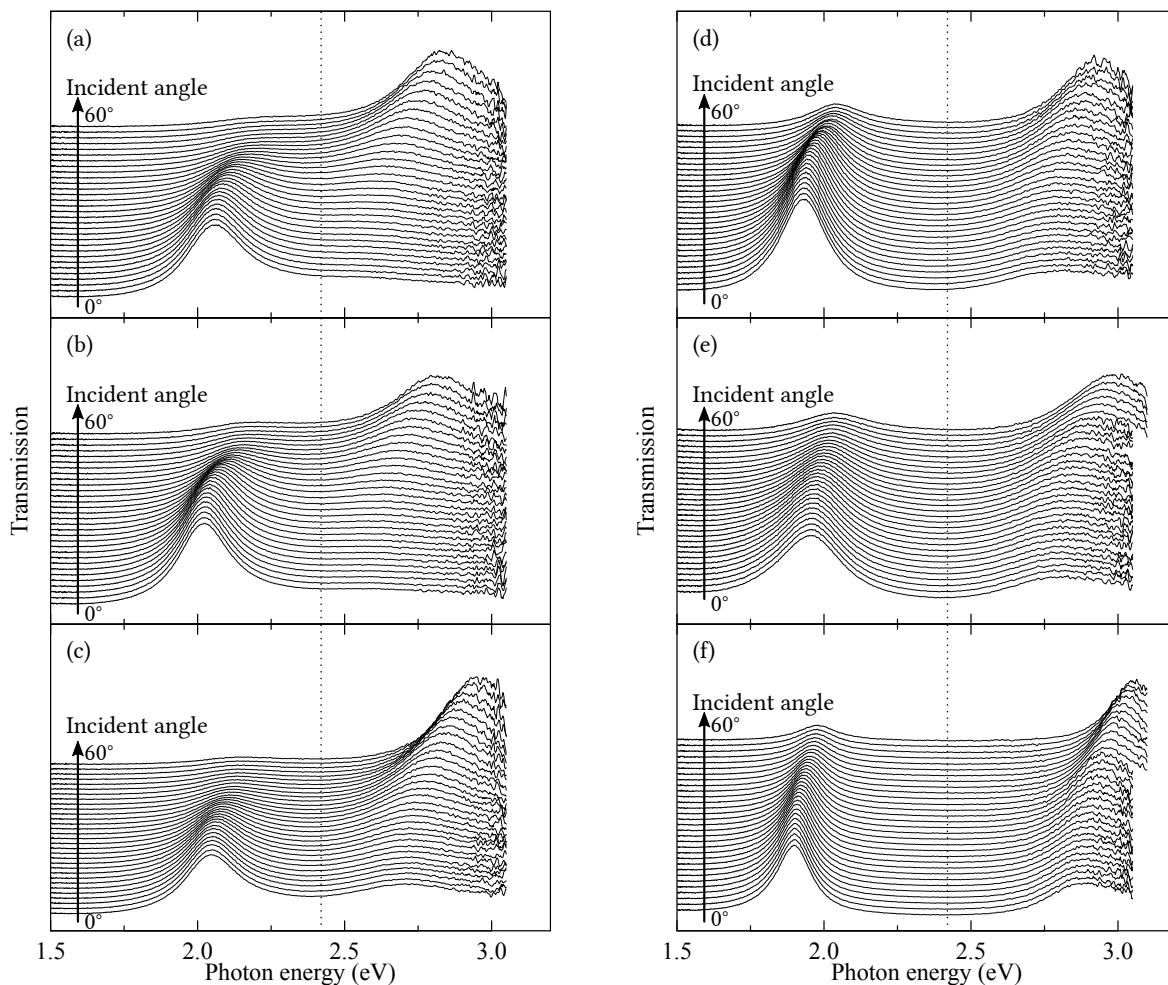 (a)
Incident angle
60°
0°
(b)
Incident angle
60°
0°
(c)
Incident angle
60°
0°
Transmission
1.5 2.0 2.5 3.0
Photon energy (eV)
(d)
Incident angle
60°
0°
(e)
Incident angle
60°
0°
(f)
Incident angle
60°
0°
Transmission
1.5 2.0 2.5 3.0
Photon energy (eV)